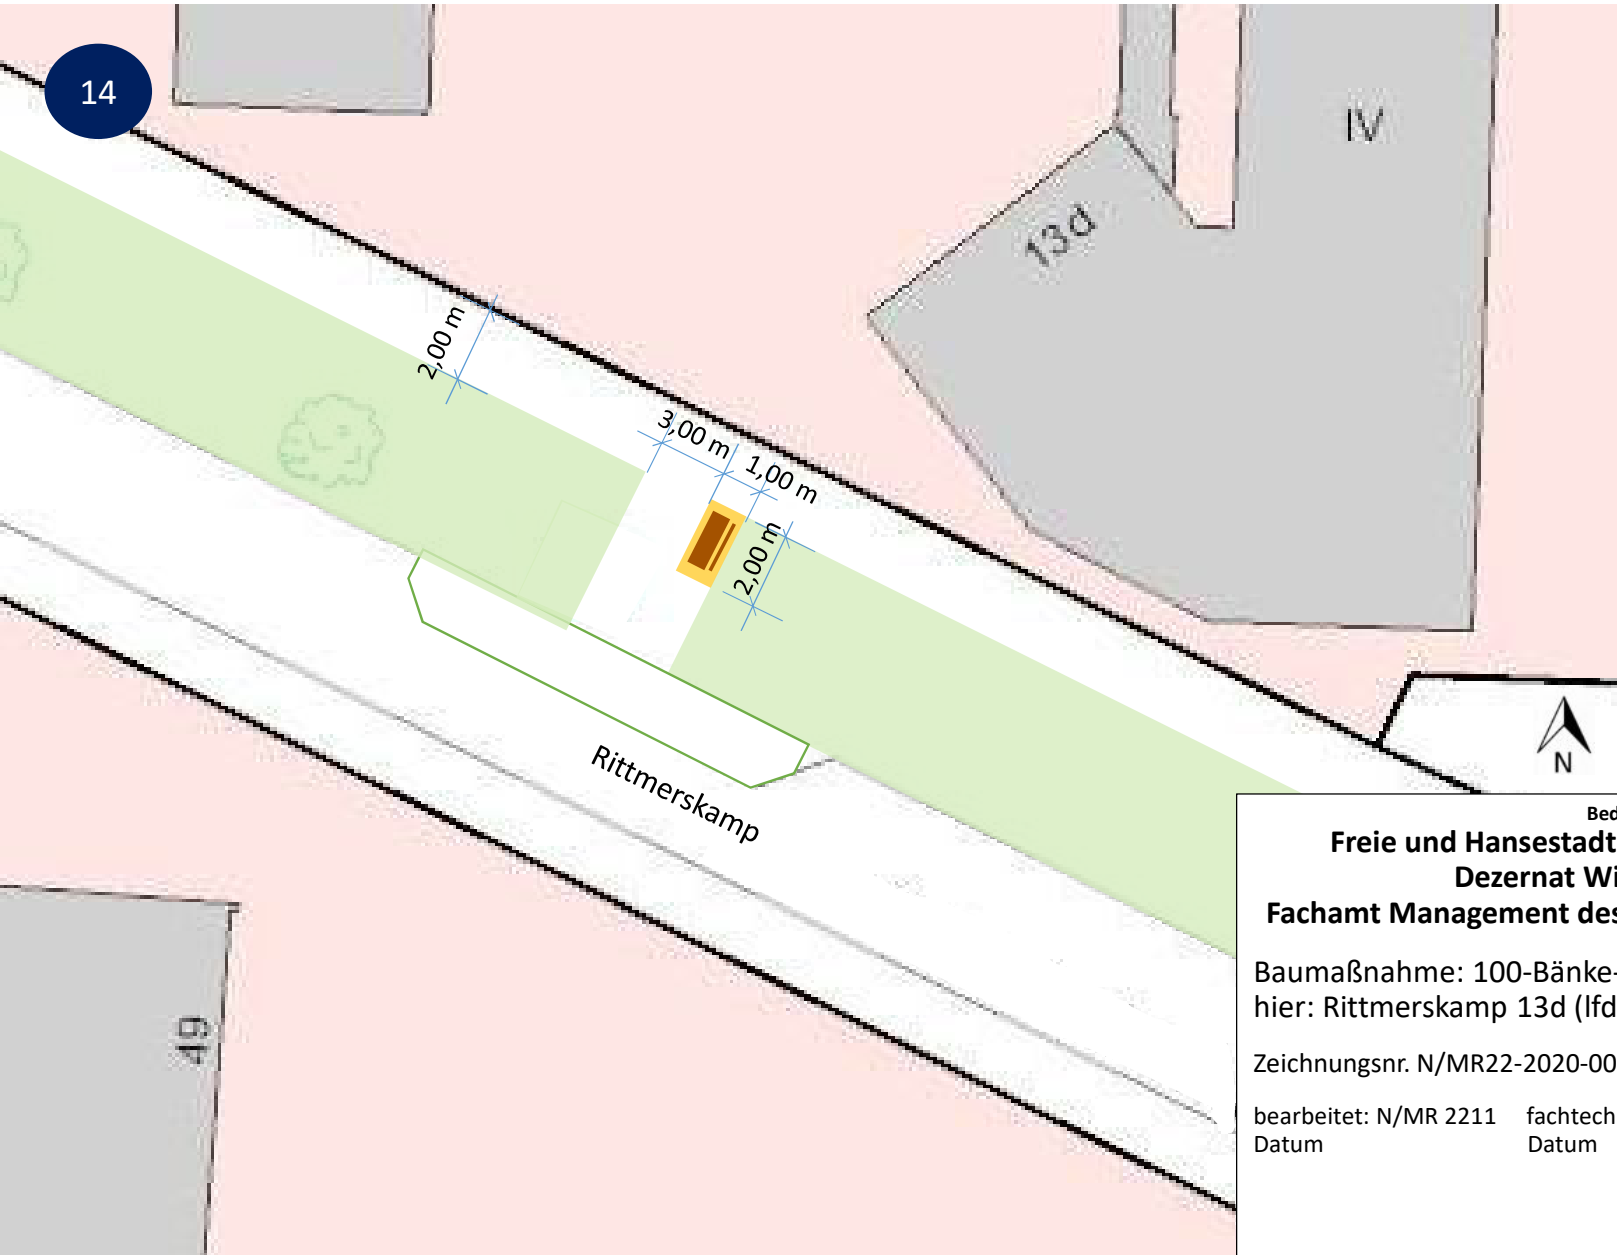 14
IV
13d
2,00 m
3,00 m
1,00 m
2,00 m
Rittmerskamp
N
49
Freie und Hansestadt
Dezernat
Fachamt Management des
Baumaßnahme: 100-Bänke-
hier: Rittmerskamp 13d (lfd
Zeichnungsnr. N/MR22-2020-00
bearbeitet: N/MR 2211 fachtech
Datum Datum